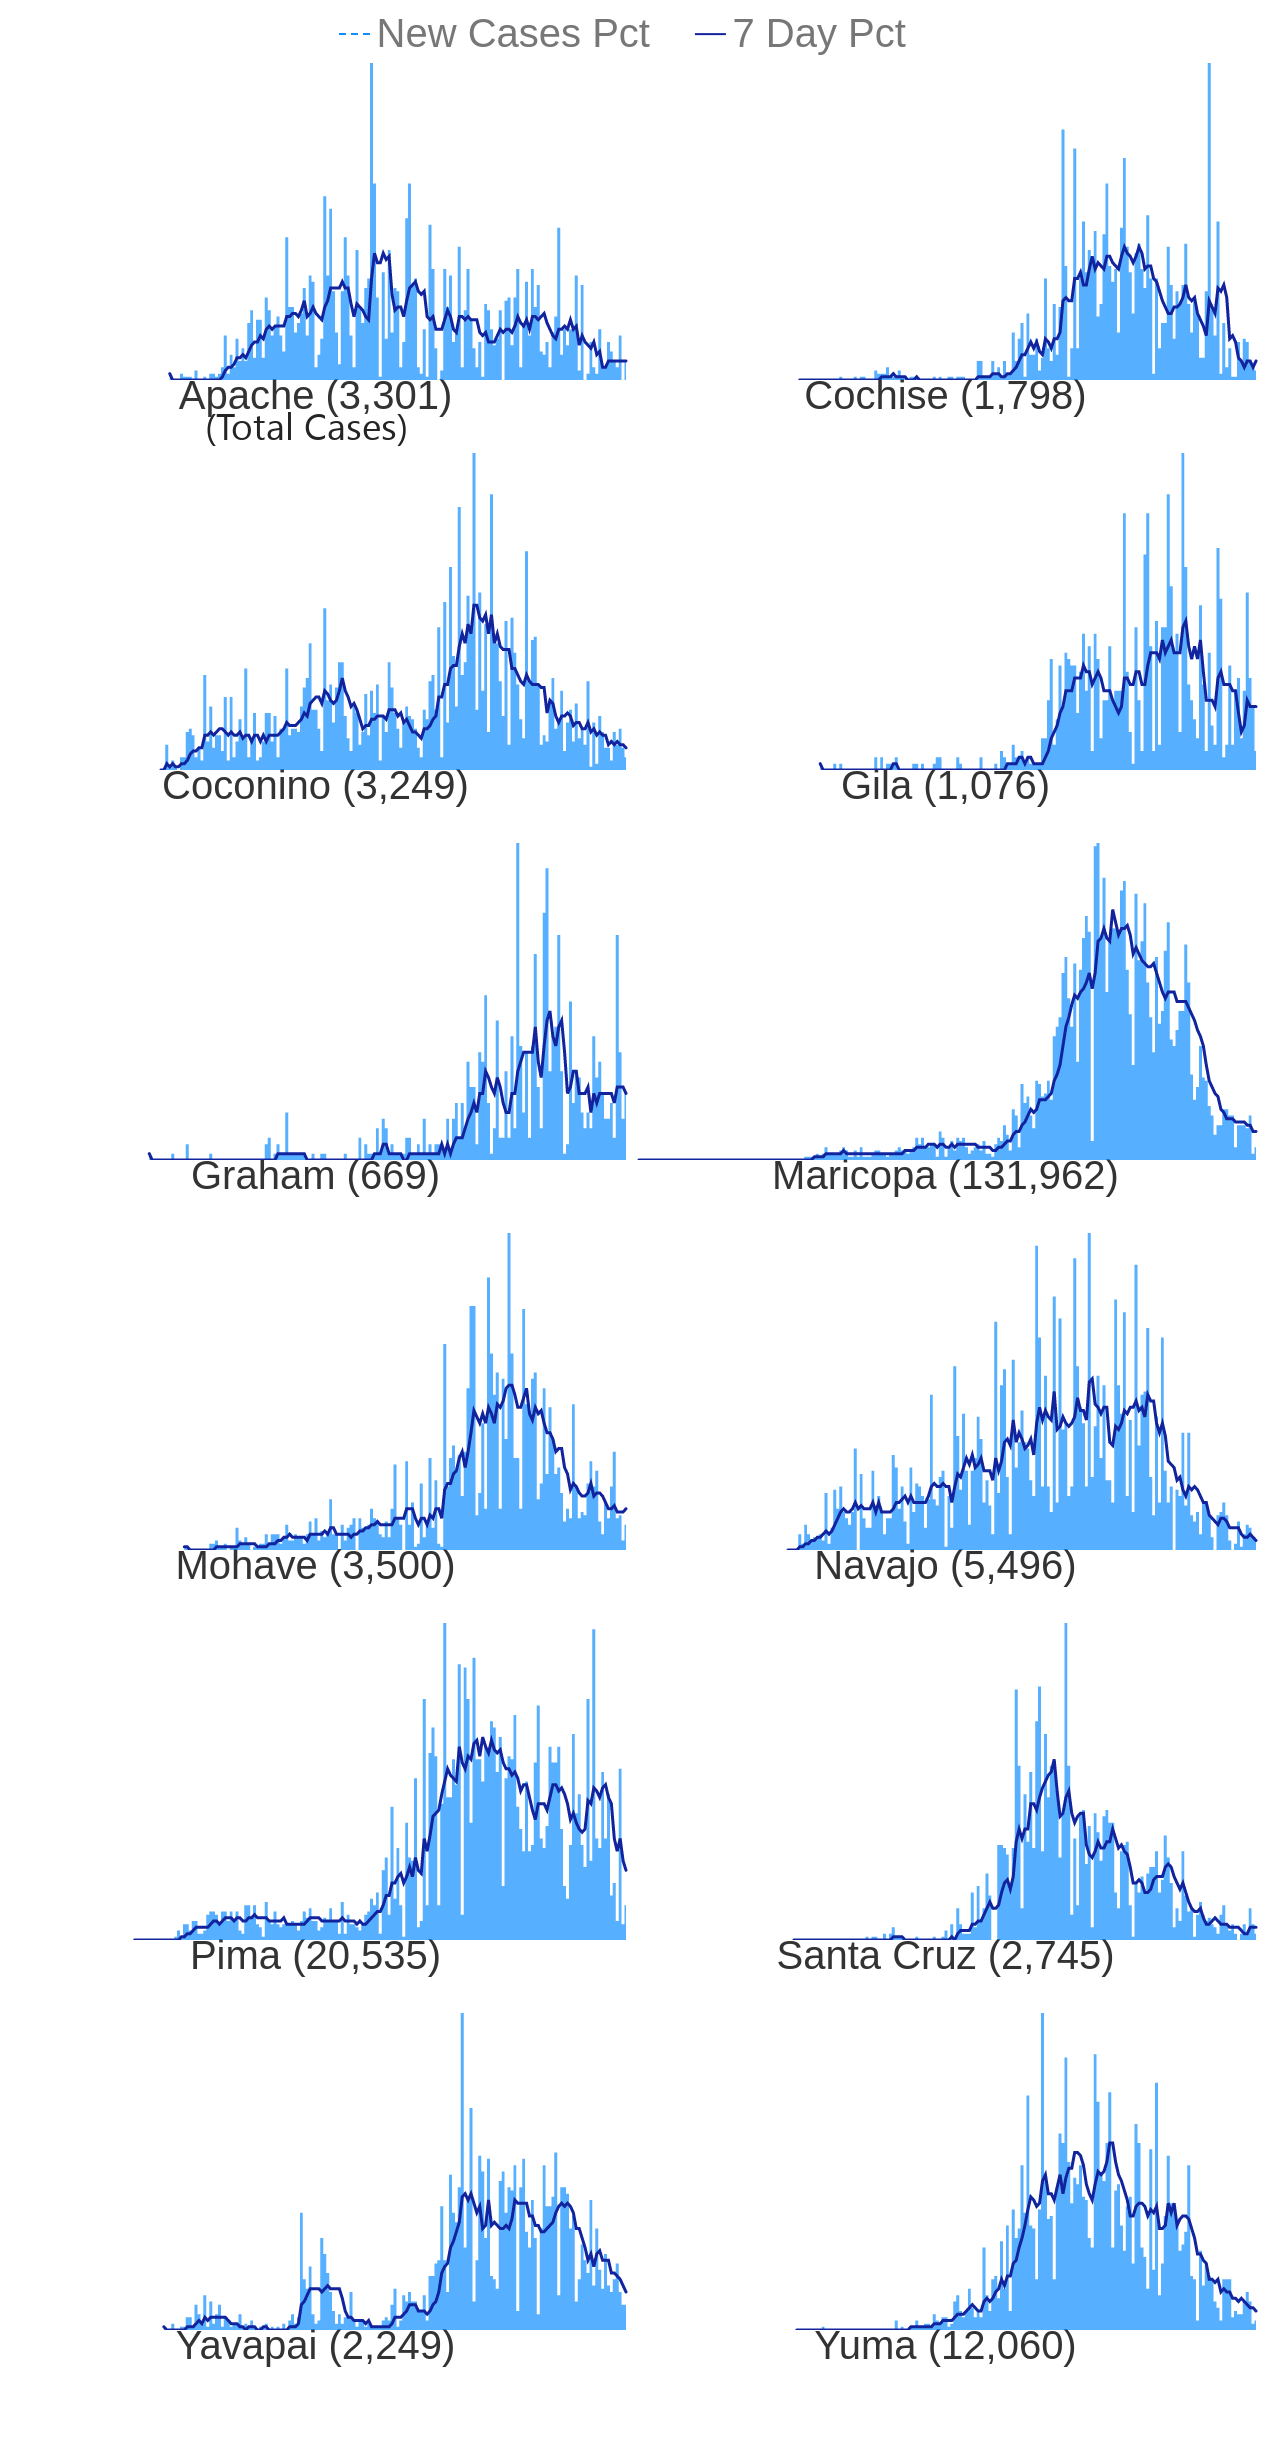 New Cases Pct 7 Day Pct
Apache (3,301) Cochise (1,798)
(Total Cases)
Coconino (3,249) Gila (1,076)
Graham (669) Maricopa (131,962)
Mohave (3,500) Navajo (5,496)
Pima (20,535) Santa Cruz (2,745)
Yavapai (2,249) Yuma (12,060)